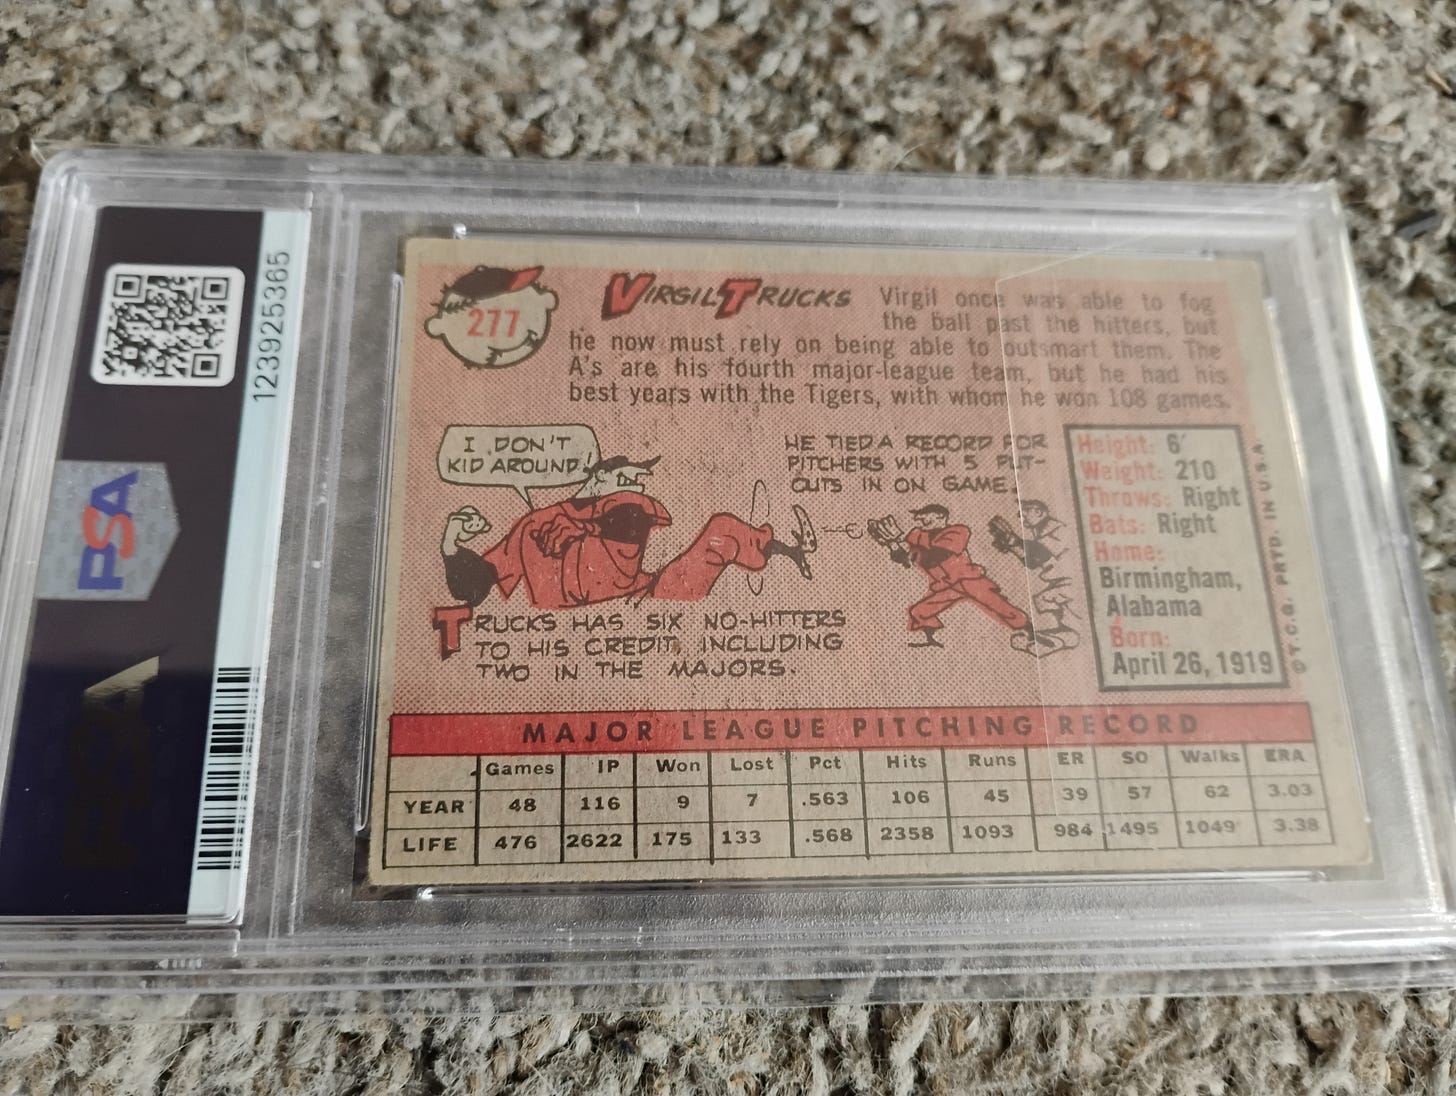 123925365
PSA
PSA
277
VIRGIL TRUCKS
Virgil once was able to fog
the ball past the hitters, but
he now must rely on being able to outsmart them. The
A's are his fourth major-league team, but he had his
best years with the Tigers, with whom he won 108 games.
I DON'T
KID AROUND!
HE TIED A RECORD FOR
PITCHERS WITH 5 PUT-
OUTS IN ON GAME.
TRUCKS HAS SIX NO-HITTERS
TO HIS CREDIT, INCLUDING
TWO IN THE MAJORS.
Height: 6'
Weight: 210
Throws: Right
Bats: Right
Home:
Birmingham,
Alabama
Born:
April 26, 1919
© T.C.G. PRTD. IN U.S.A.
MAJOR LEAGUE PITCHING RECORD
Games IP Won Lost Pct Hits Runs ER SO Walks ERA
YEAR 48 116 9 7 .563 106 45 39 57 62 3.03
LIFE 476 2622 175 133 .568 2358 1093 984 1495 1049 3.38